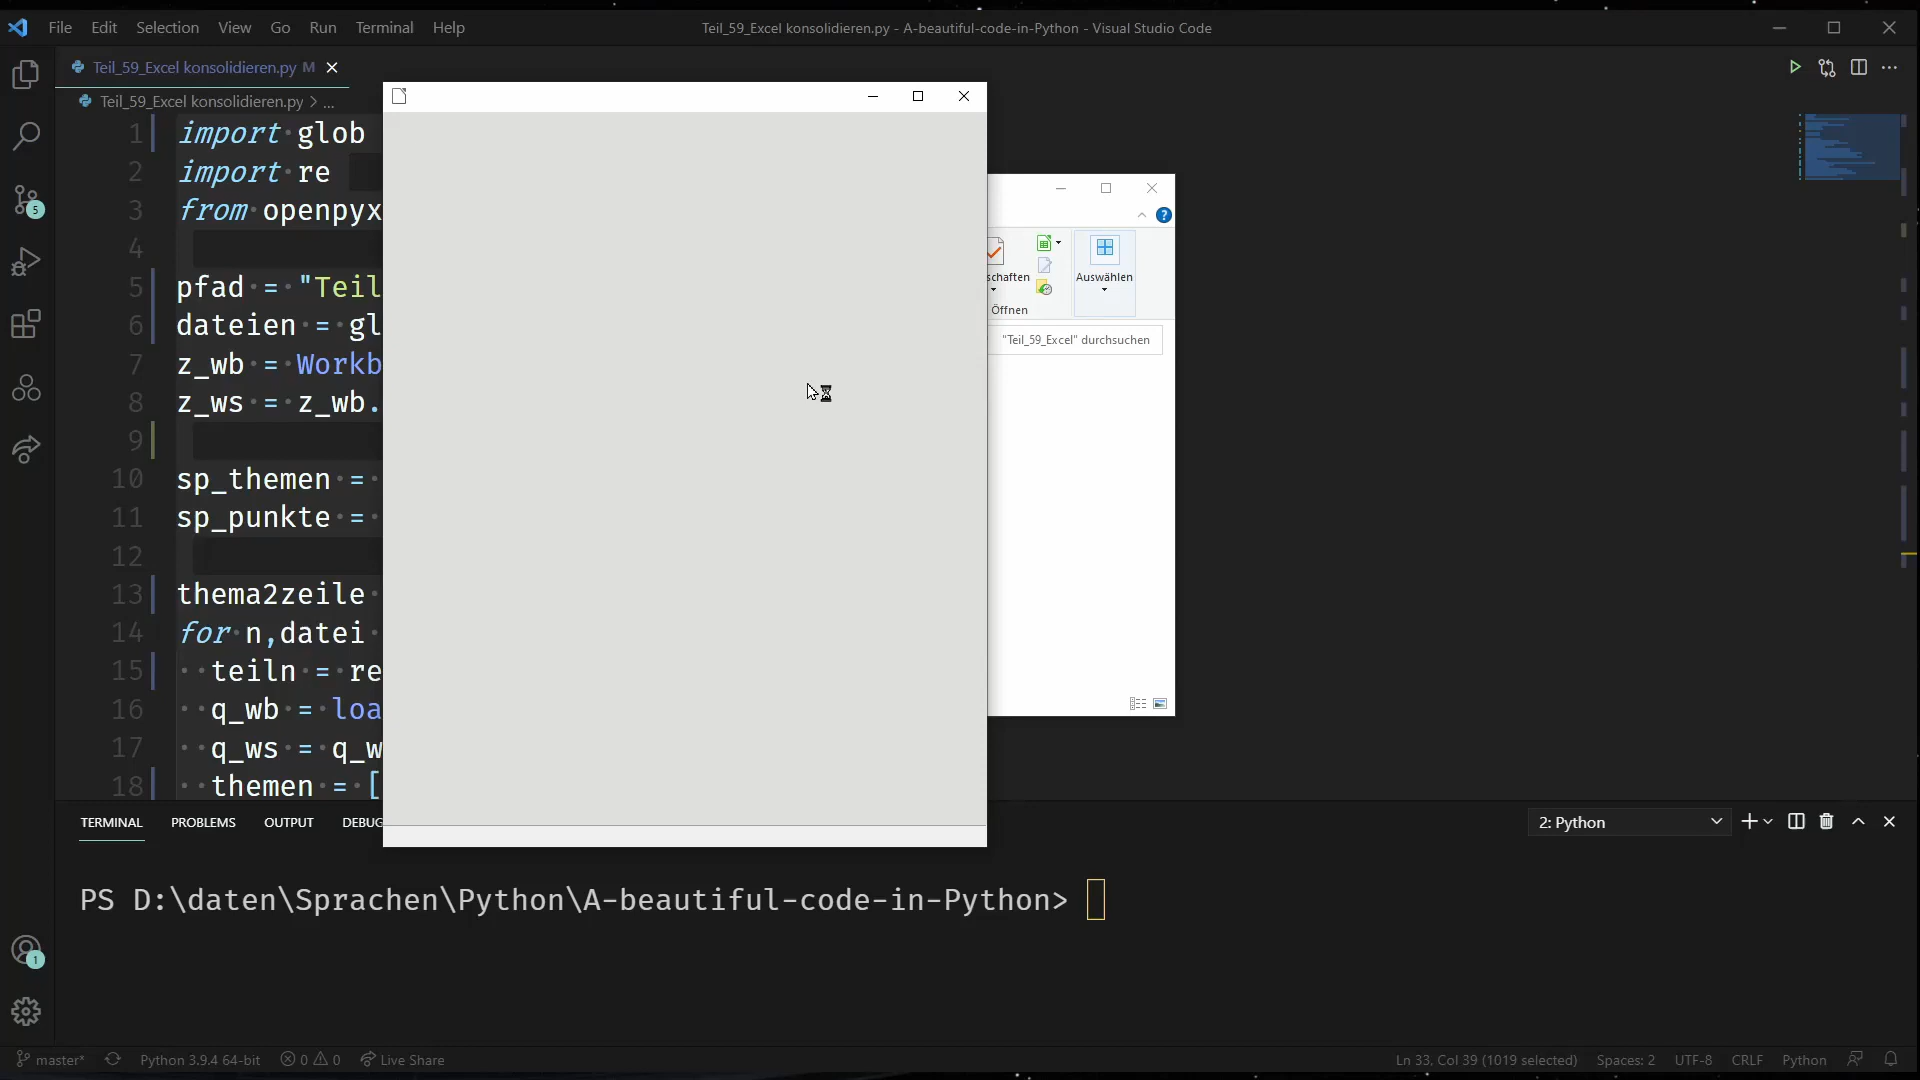 File Edit Selection View Go Run Terminal Help
Teil_59_Excel konsolidieren.py - A-beautiful-code-in-Python - Visual Studio Code
Teil_59_Excel konsolidieren.py M
Teil_59_Excel konsolidieren.py > ...
1 import glob
2 import re
3 from openpyx
4
5 pfad = "Teil
6 dateien = gl
7 z_wb = Workb
8 z_ws = z_wb.
9
10 sp_themen =
11 sp_punkte =
12
13 thema2zeile
14 for n,datei
15 teiln = re
16 q_wb = loa
17 q_ws = q_w
18 themen = [
schaften
Öffnen
Auswählen
"Teil_59_Excel" durchsuchen
TERMINAL PROBLEMS OUTPUT DEBUG
2: Python
PS D:\daten\Sprachen\Python\A-beautiful-code-in-Python>
5
1
master* Python 3.9.4 64-bit 0 0 Live Share
Ln 33, Col 39 (1019 selected) Spaces: 2 UTF-8 CRLF Python